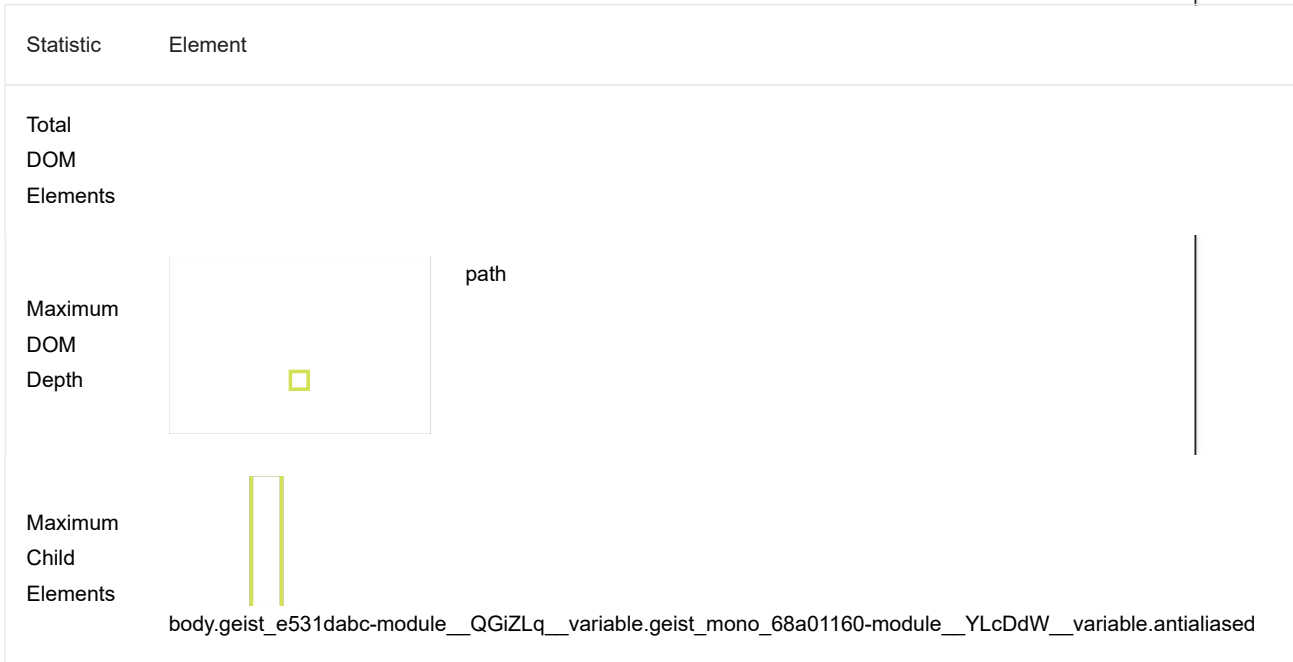 Statistic Element
Total
DOM
Elements
path
Maximum
DOM
Depth
Maximum
Child
Elements
body.geist_e531dabc-module__QGiZLq__variable.geist_mono_68a01160-module__YLcDdW__variable.antialiased